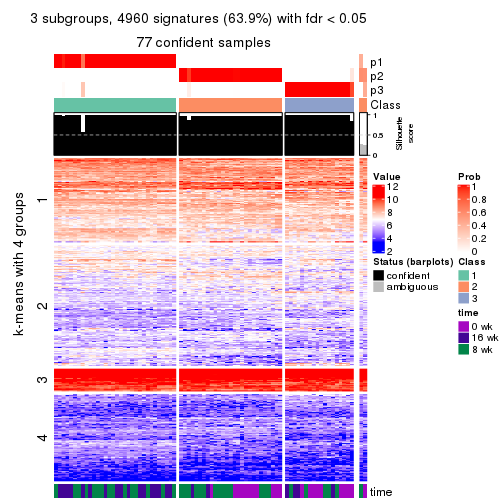 3 subgroups, 4960 signatures (63.9%) with fdr < 0.05
77 confident samples
p1
p2
p3
Class
1
0.5
0
Silhouette
score
k-means with 4 groups
1
2
3
4
time
Value
12
10
8
6
4
2
Prob
1
0.8
0.6
0.4
0.2
0
Status (barplots)
confident
ambiguous
Class
1
2
3
time
0 wk
16 wk
8 wk